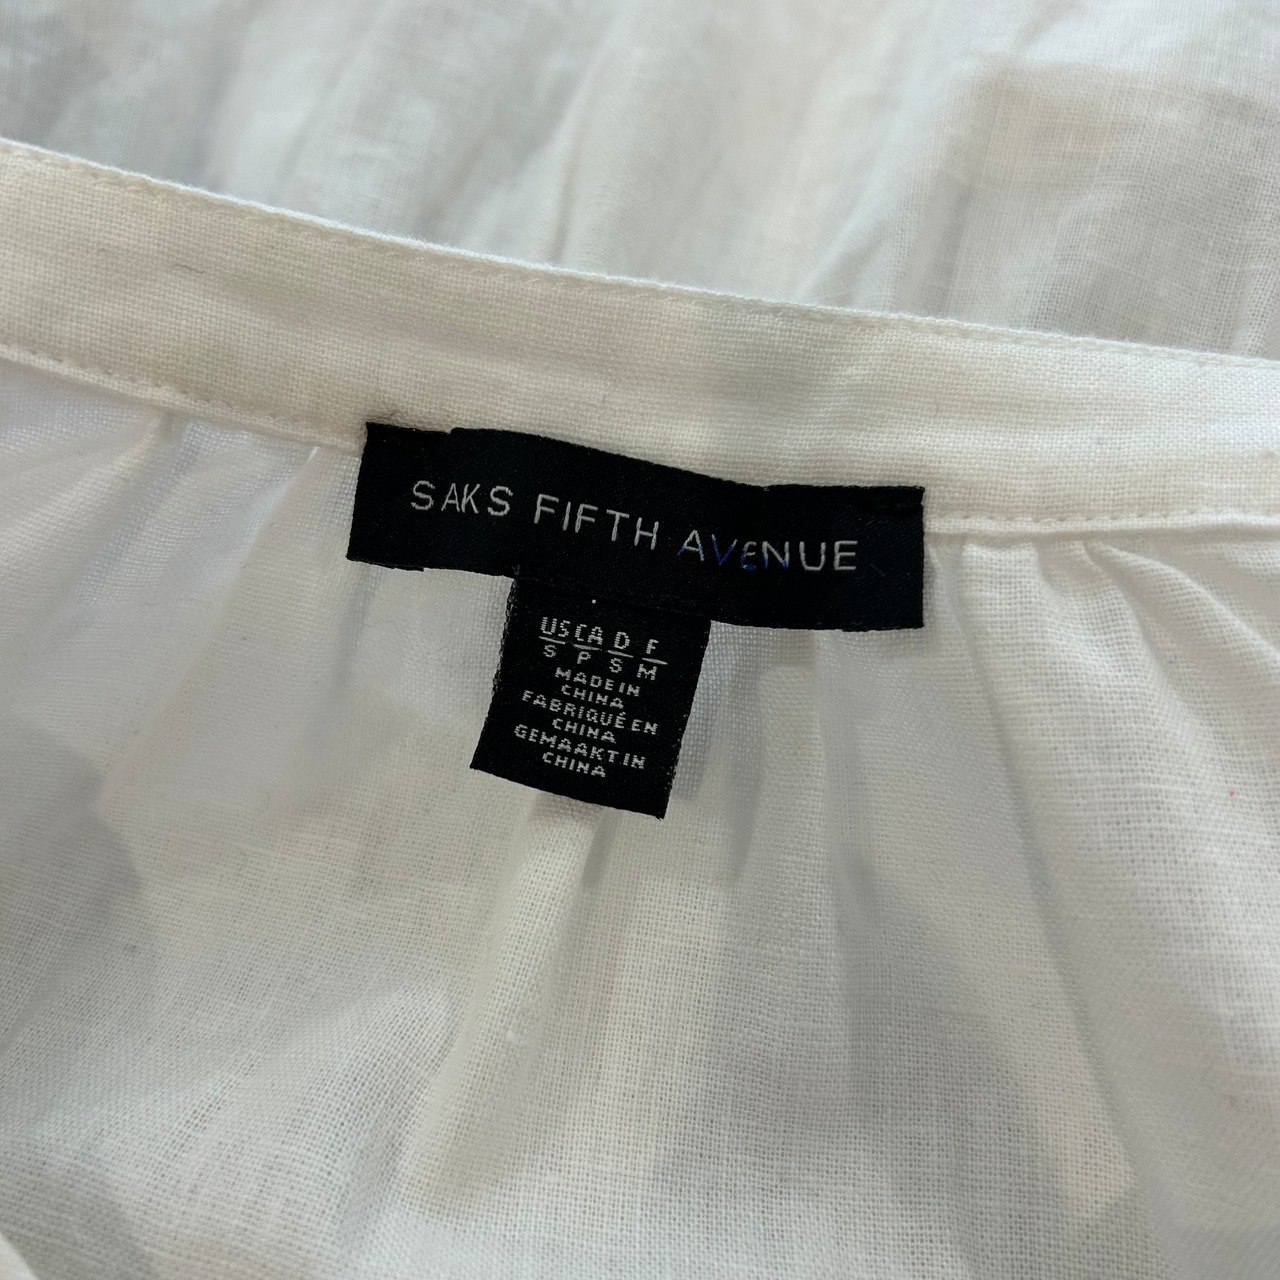 SAKS FIFTH AVENUE
US CA D F
S P S M
MADE IN
CHINA
FABRIQUÉ EN
CHINA
GEMAAKT IN
CHINA